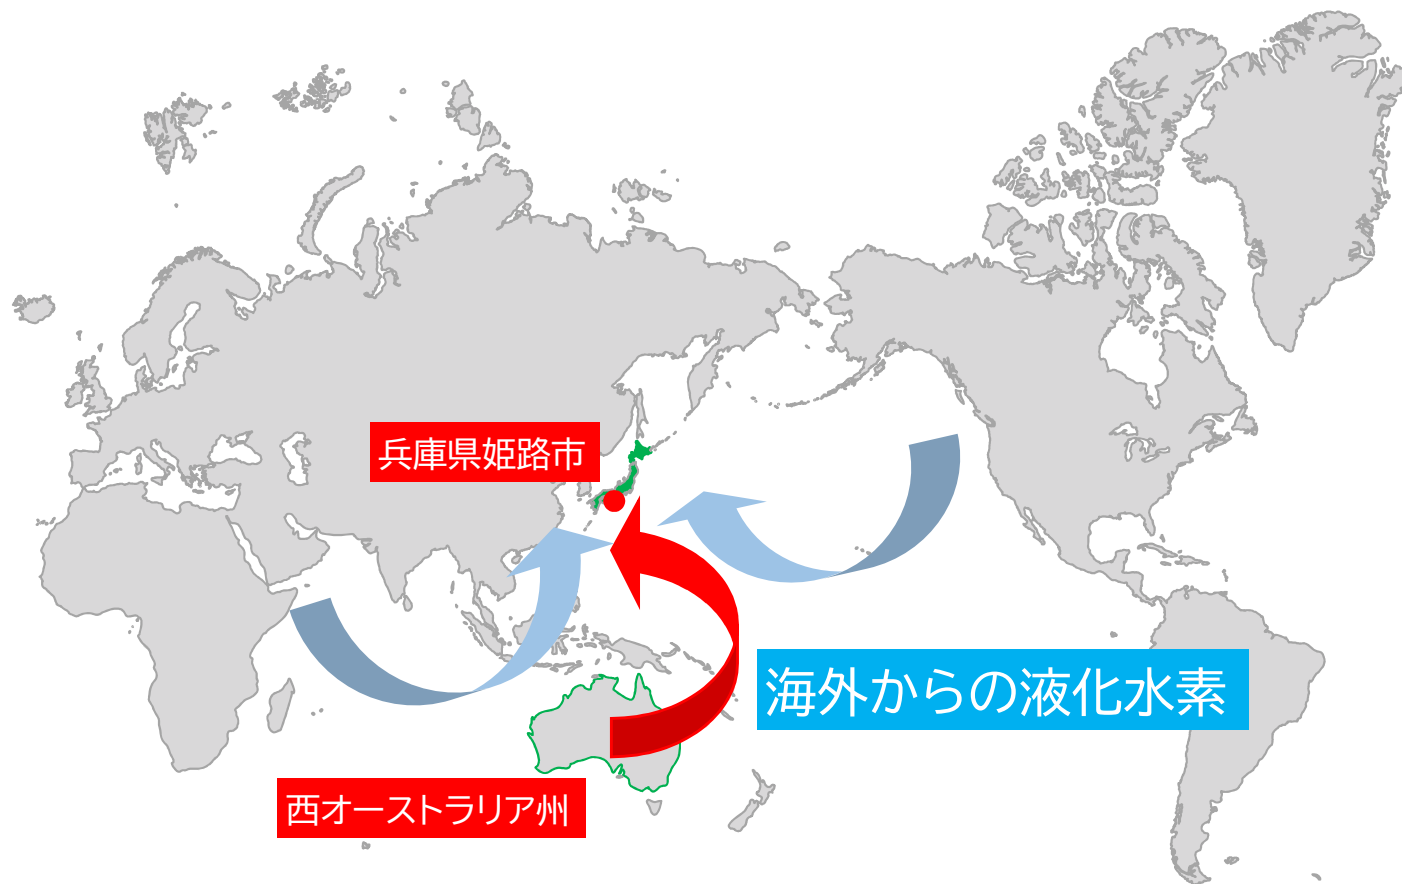 兵庫県姫路市
海外からの液化水素
西オーストラリア州